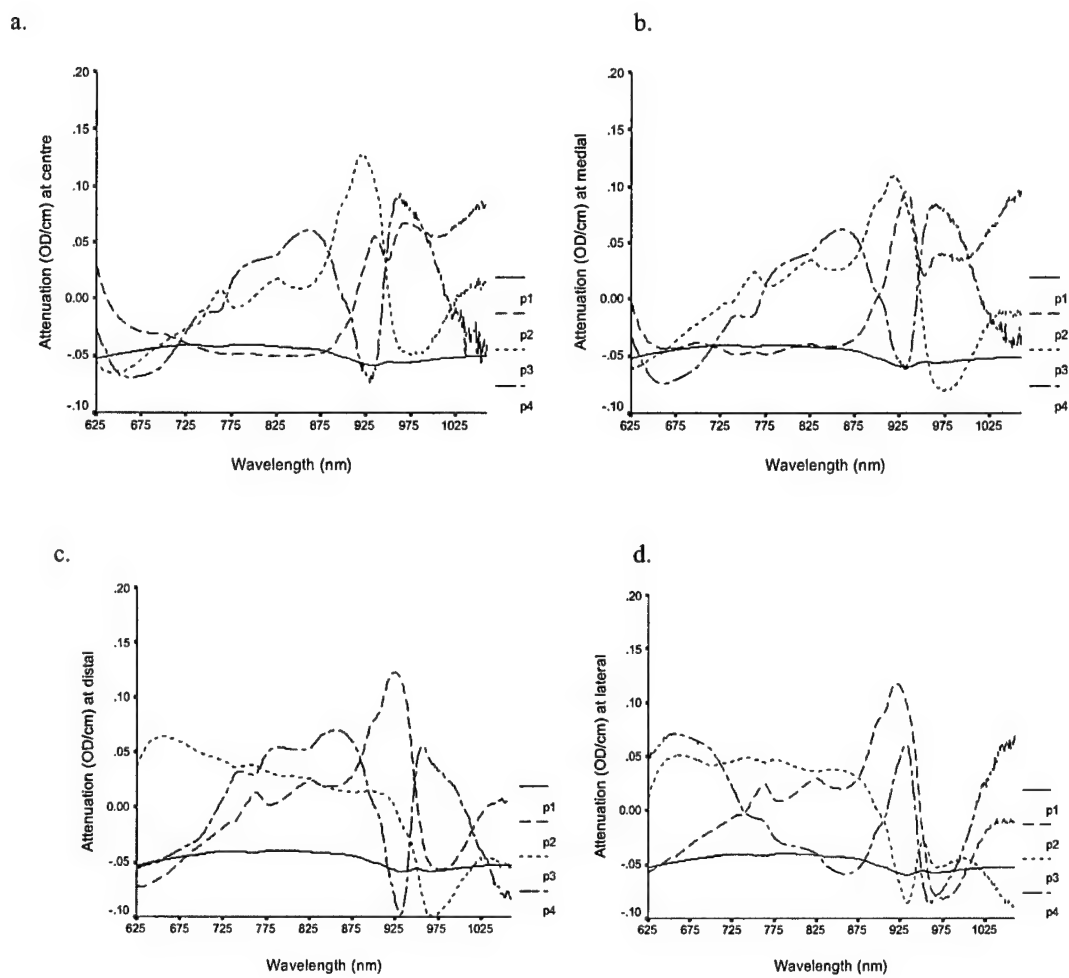 a.
.20
.15
.10
.05
0.00
-.05
-.10
Attenuation (OD/cm) at centre
625 675 725 775 825 875 925 975 1025
Wavelength (nm)
p1
p2
p3
p4
b.
.20
.15
.10
.05
0.00
-.05
-.10
Attenuation (OD/cm) at medial
625 675 725 775 825 875 925 975 1025
Wavelength (nm)
p1
p2
p3
p4
c.
.20
.15
.10
.05
0.00
-.05
-.10
Attenuation (OD/cm) at distal
625 675 725 775 825 875 925 975 1025
Wavelength (nm)
p1
p2
p3
p4
d.
.20
.15
.10
.05
0.00
-.05
-.10
Attenuation (OD/cm) at lateral
625 675 725 775 825 875 925 975 1025
Wavelength (nm)
p1
p2
p3
p4